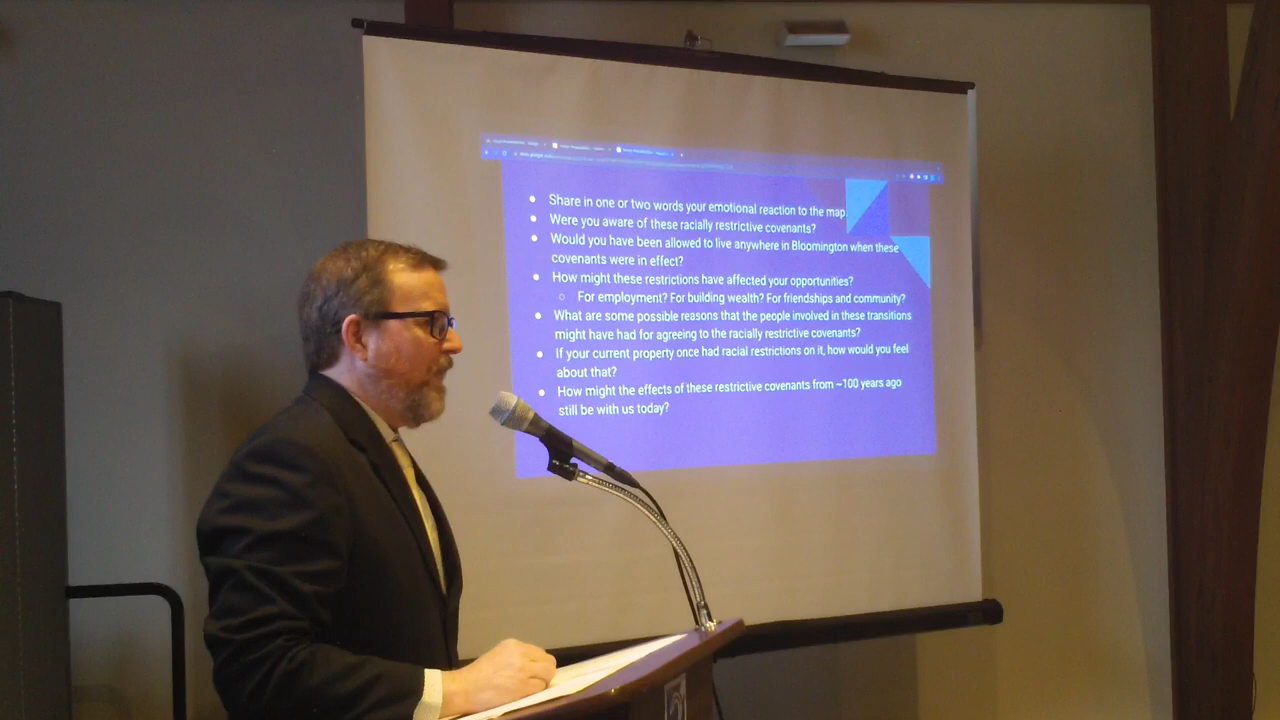 ● Share in one or two words your emotional reaction to the map.
● Were you aware of these racially restrictive covenants?
● Would you have been allowed to live anywhere in Bloomington when these
covenants were in effect?
● How might these restrictions have affected your opportunities?
○ For employment? For building wealth? For friendships and community?
● What are some possible reasons that the people involved in these transitions
might have had for agreeing to the racially restrictive covenants?
● If your current property once had racial restrictions on it, how would you feel
about that?
● How might the effects of these restrictive covenants from ~100 years ago
still be with us today?